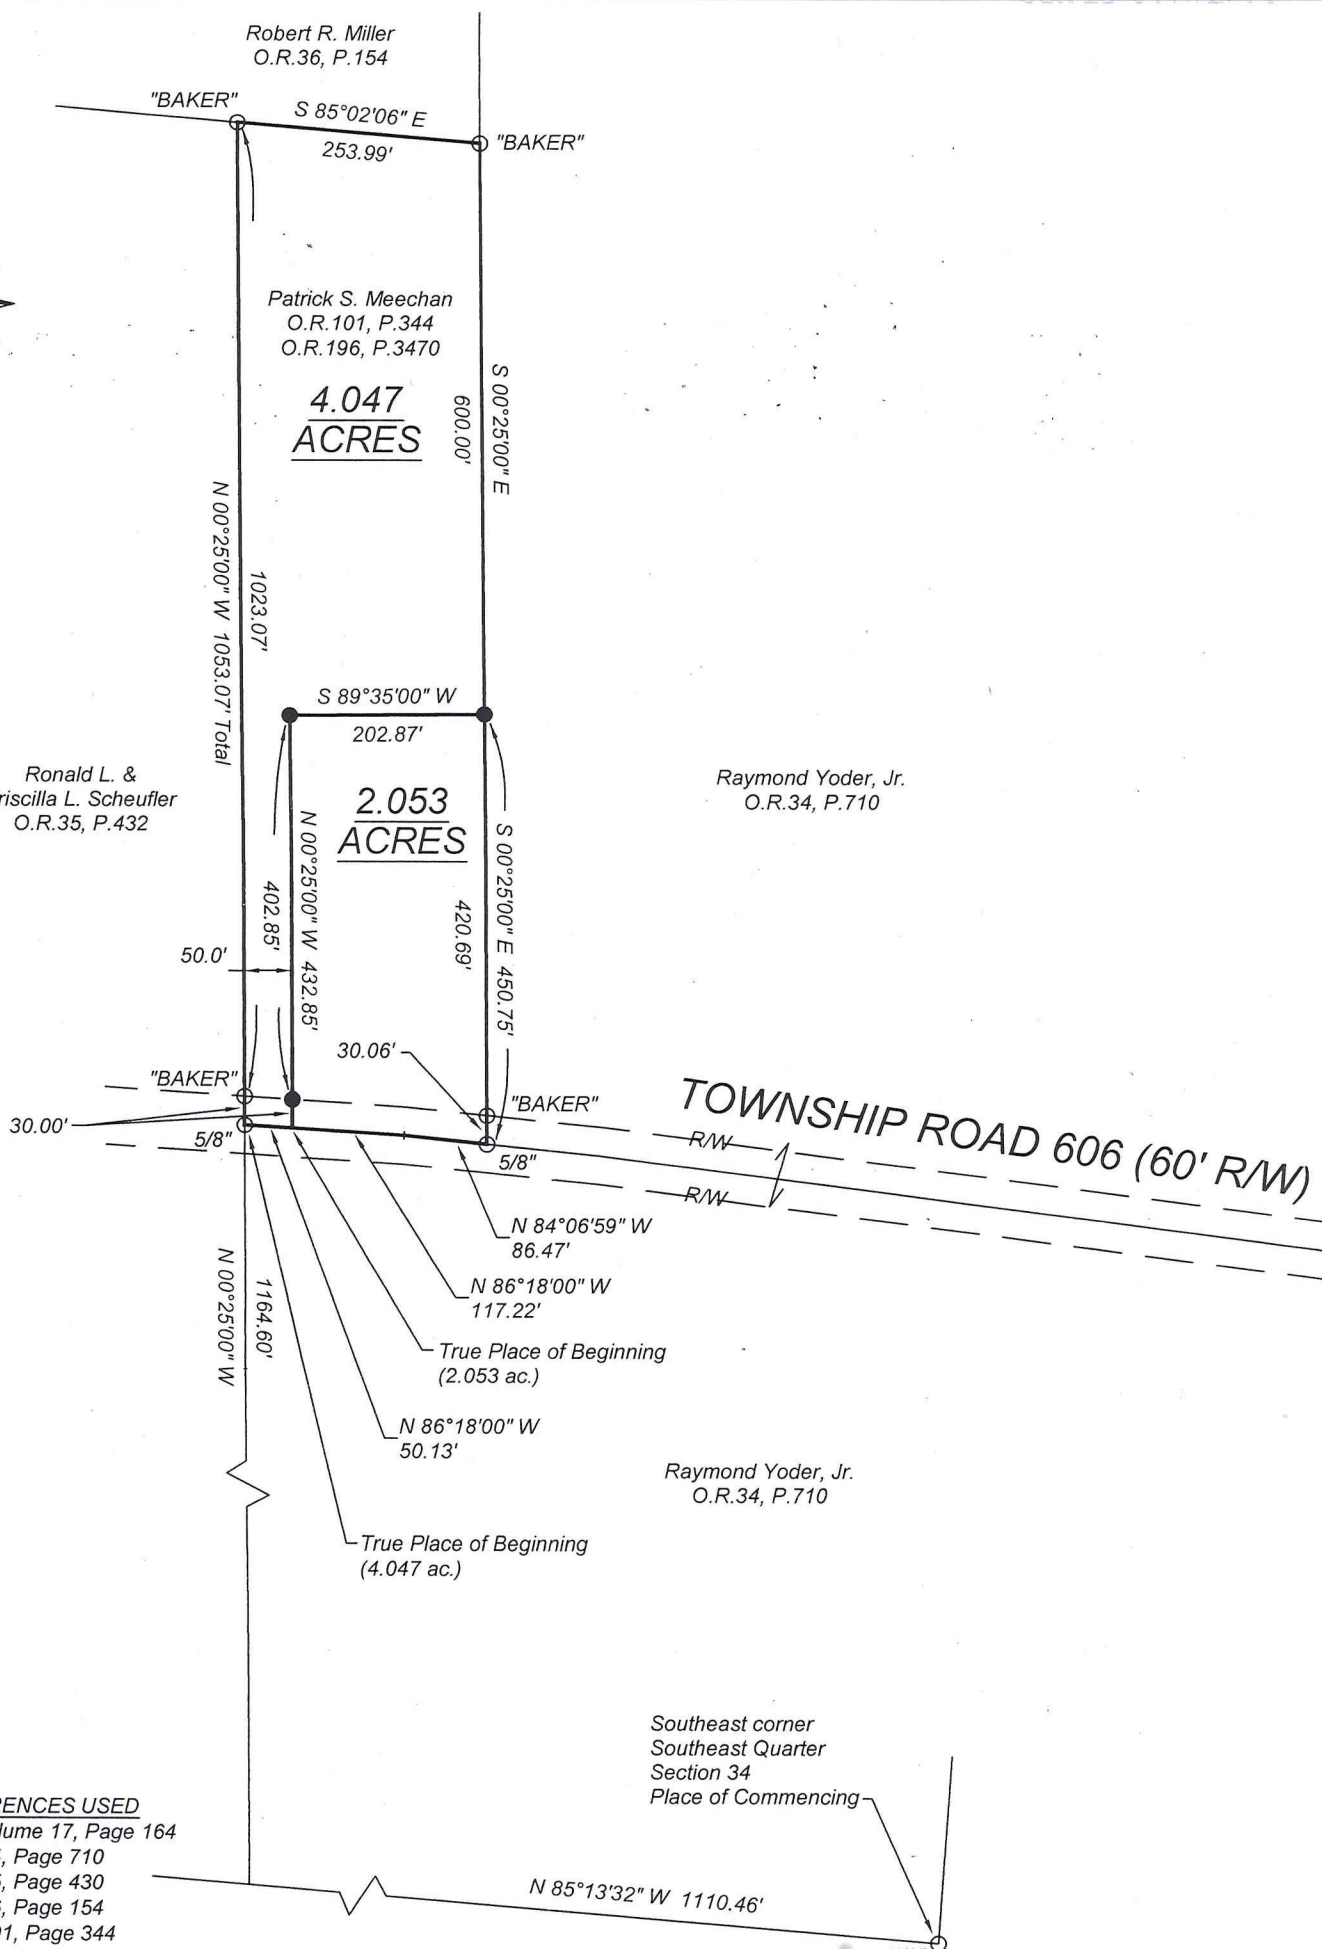 Robert R. Miller
O.R.36, P.154
"BAKER"
S 85°02'06" E
253.99'
"BAKER"
Patrick S. Meechan
O.R.101, P.344
O.R.196, P.3470
4.047
ACRES
S 00°25'00" E
600.00'
N 00°25'00" W 1053.07' Total
1023.07'
S 89°35'00" W
202.87'
Ronald L. &
riscilla L. Scheufler
O.R.35, P.432
2.053
ACRES
Raymond Yoder, Jr.
O.R.34, P.710
N 00°25'00" W 432.85'
402.85'
S 00°25'00" E 450.75'
420.69'
50.0'
30.06'
"BAKER"
"BAKER"
30.00'
5/8"
5/8"
TOWNSHIP ROAD 606 (60' R/W)
R/W
R/W
N 84°06'59" W
86.47'
N 86°18'00" W
117.22'
N 00°25'00" W
1164.60'
True Place of Beginning
(2.053 ac.)
N 86°18'00" W
50.13'
Raymond Yoder, Jr.
O.R.34, P.710
True Place of Beginning
(4.047 ac.)
Southeast corner
Southeast Quarter
Section 34
Place of Commencing
RENCES USED
lume 17, Page 164
, Page 710
, Page 430
, Page 154
01, Page 344
N 85°13'32" W 1110.46'